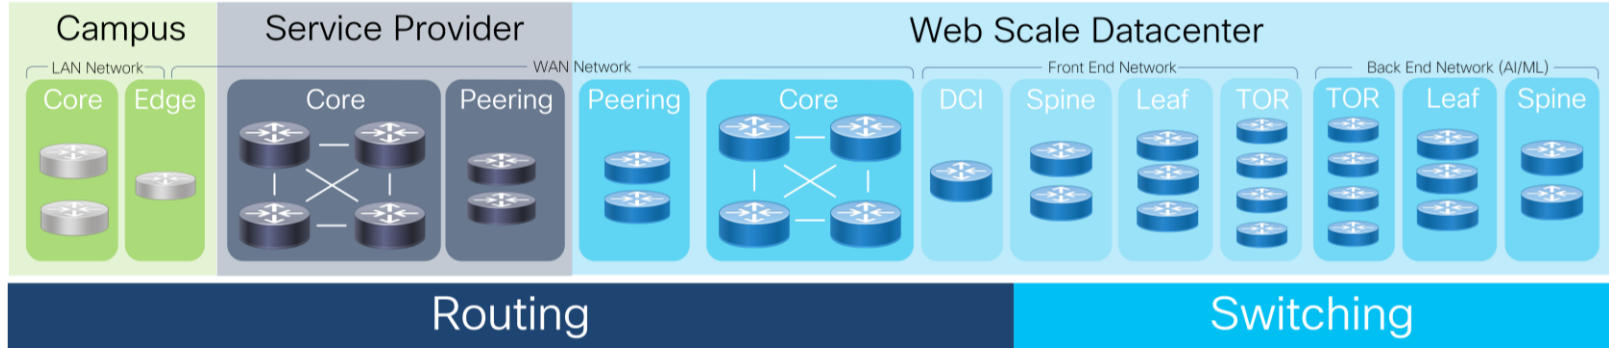 Campus
Service Provider
Web Scale Datacenter
LAN Network
WAN Network
Front End Network
Back End Network (AI/ML)
Core
Edge
Core
Peering
Peering
Core
DCI
Spine
Leaf
TOR
TOR
Leaf
Spine
Routing
Switching